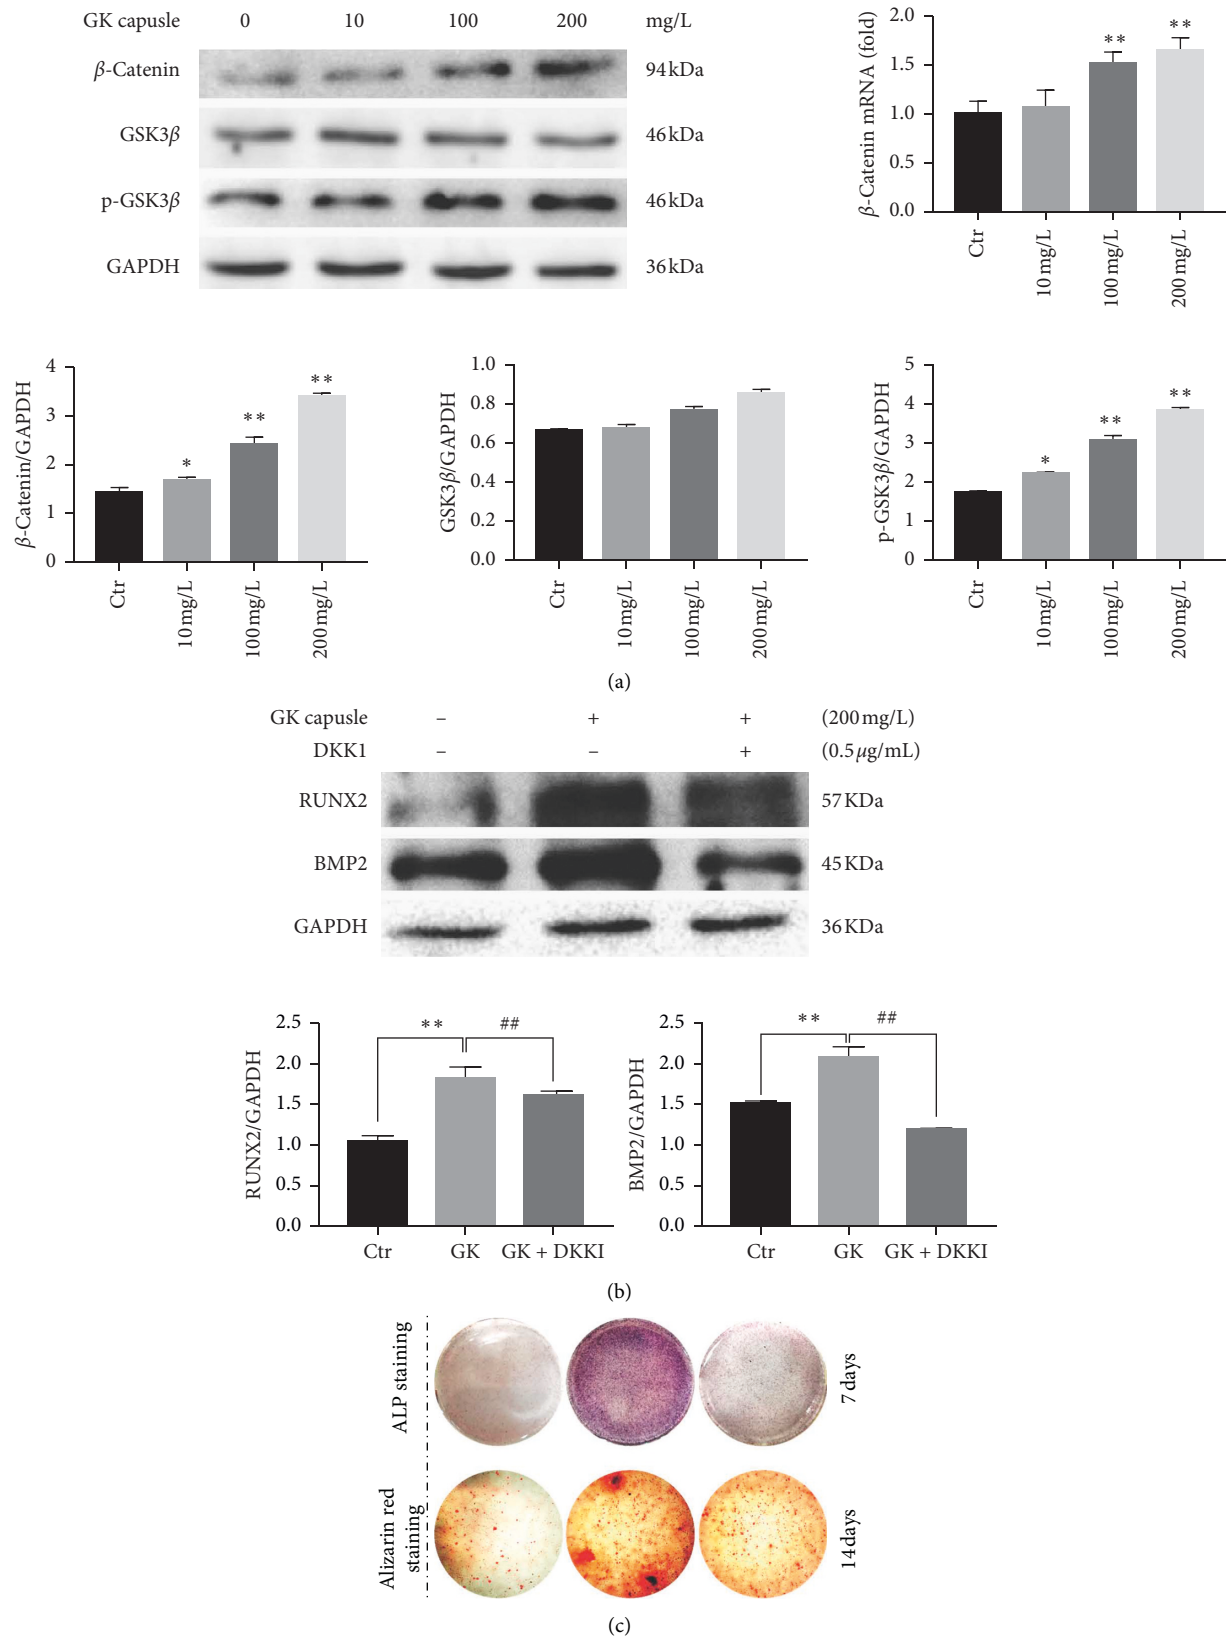 GK capusle 0 10 100 200 mg/L
β-Catenin 94 kDa
GSK3β 46 kDa
p-GSK3β 46 kDa
GAPDH 36 kDa
β-Catenin mRNA (fold)
2.0
1.5
1.0
0.5
0.0
** **
Ctr 10 mg/L 100 mg/L 200 mg/L
β-Catenin/GAPDH
4
3
2
1
0
* ** **
Ctr 10 mg/L 100 mg/L 200 mg/L
GSK3β/GAPDH
1.0
0.8
0.6
0.4
0.2
0.0
Ctr 10 mg/L 100 mg/L 200 mg/L
p-GSK3β/GAPDH
5
4
3
2
1
0
* ** **
Ctr 10 mg/L 100 mg/L 200 mg/L
(a)
GK capusle – + + (200 mg/L)
DKK1 – – + (0.5 μg/mL)
RUNX2 57 KDa
BMP2 45 KDa
GAPDH 36 KDa
RUNX2/GAPDH
2.5
2.0
1.5
1.0
0.5
0.0
** ##
Ctr GK GK + DKKI
BMP2/GAPDH
2.5
2.0
1.5
1.0
0.5
0.0
** ##
Ctr GK GK + DKKI
(b)
ALP staining 7 days
Alizarin red
staining
14 days
(c)